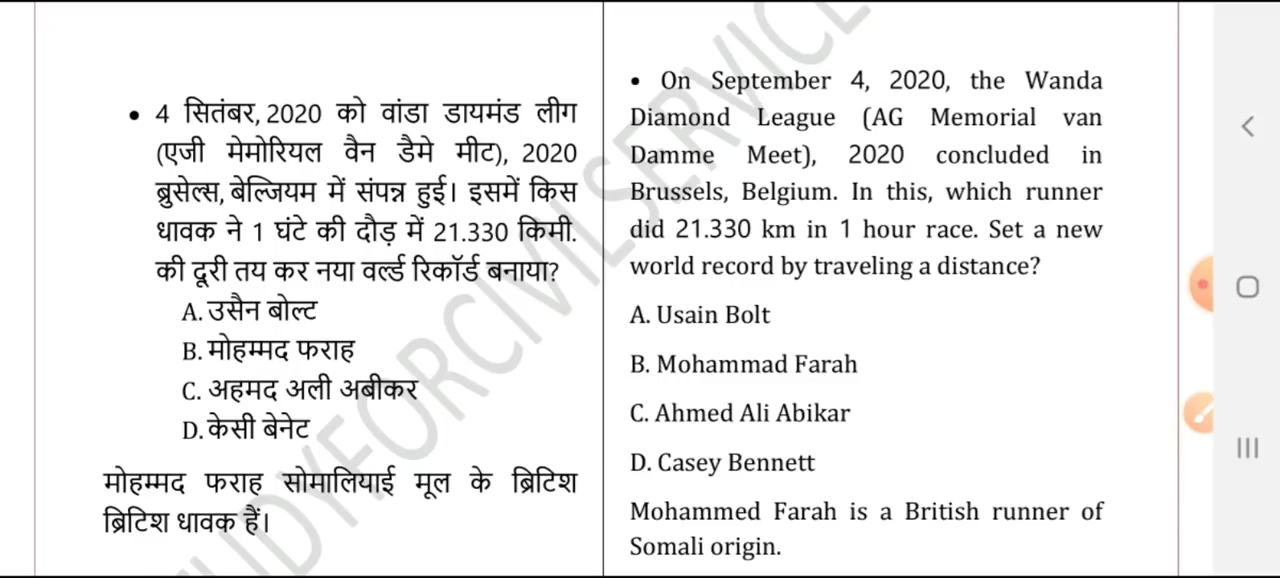 • 4 सितंबर, 2020 को वांडा डायमंड लीग
(एजी मेमोरियल वैन डैमे मीट), 2020
ब्रुसेल्स, बेल्जियम में संपन्न हुई। इसमें किस
धावक ने 1 घंटे की दौड़ में 21.330 किमी.
की दूरी तय कर नया वर्ल्ड रिकॉर्ड बनाया?
A. उसैन बोल्ट
B. मोहम्मद फराह
C. अहमद अली अबीकर
D. केसी बेनेट
मोहम्मद फराह सोमालियाई मूल के ब्रिटिश
ब्रिटिश धावक हैं।
• On September 4, 2020, the Wanda
Diamond League (AG Memorial van
Damme Meet), 2020 concluded in
Brussels, Belgium. In this, which runner
did 21.330 km in 1 hour race. Set a new
world record by traveling a distance?
A. Usain Bolt
B. Mohammad Farah
C. Ahmed Ali Abikar
D. Casey Bennett
Mohammed Farah is a British runner of
Somali origin.
UDYFORCIVILSERVIC